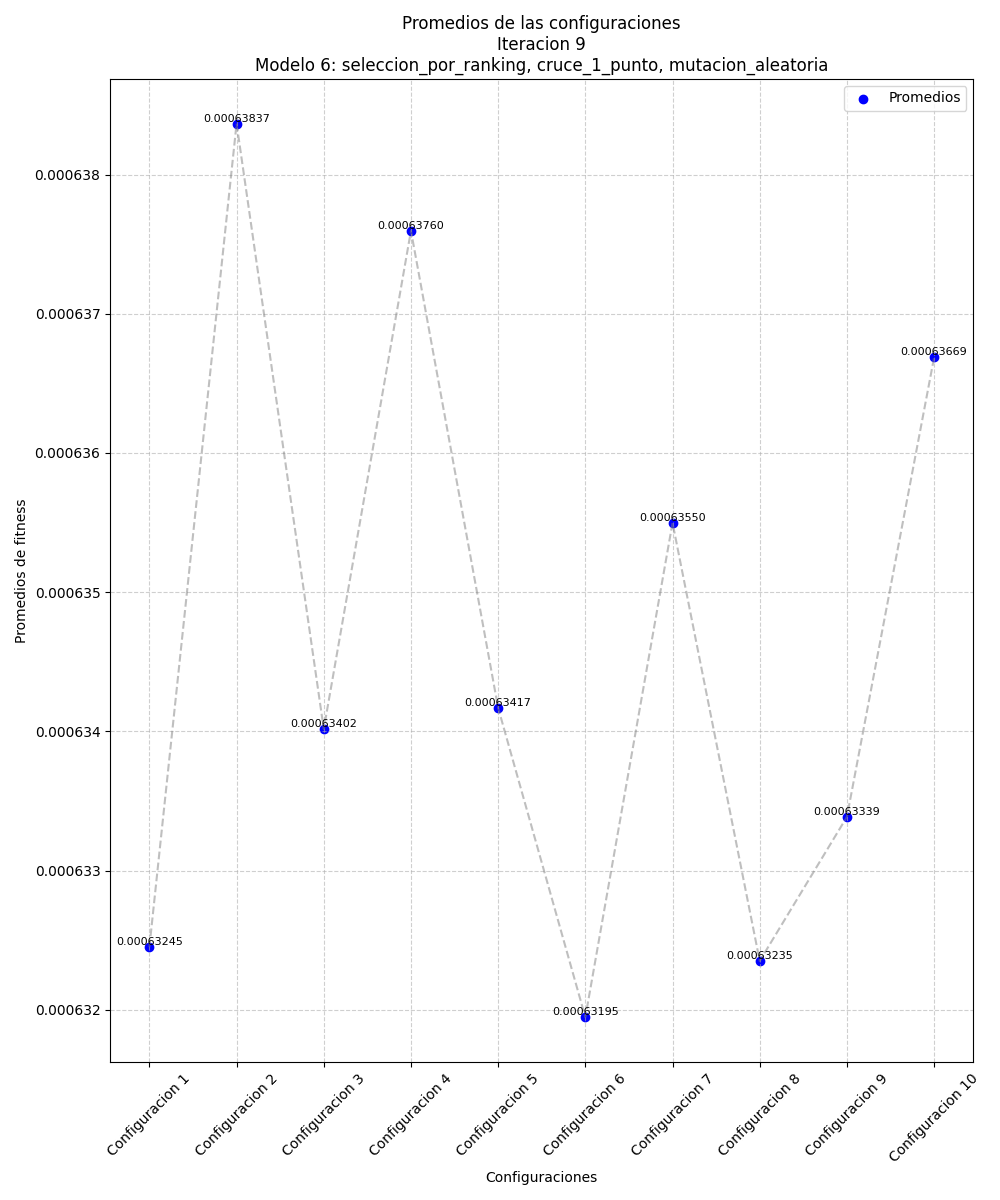 Promedios de las configuraciones
Iteracion 9
Modelo 6: seleccion_por_ranking, cruce_1_punto, mutacion_aleatoria
Promedios
0.00063837
0.000638
0.00063760
0.000637
0.00063669
0.000636
0.00063550
Promedios de fitness
0.000635
0.00063417
0.00063402
0.000634
0.00063339
0.000633
0.00063245
0.00063235
0.000632
0.00063195
Configuracion 1
Configuracion 2
Configuracion 3
Configuracion 4
Configuracion 5
Configuracion 6
Configuracion 7
Configuracion 8
Configuracion 9
Configuracion 10
Configuraciones